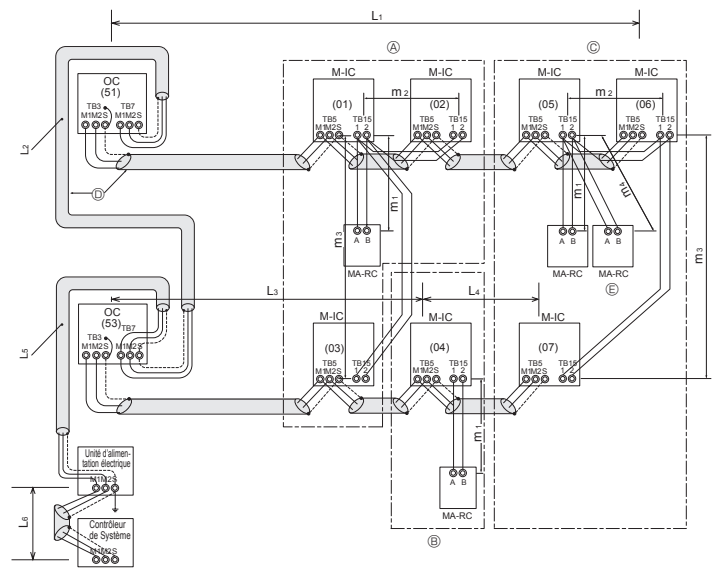 L1
A
C
M-IC
M-IC
M-IC
M-IC
OC
(51)
TB3 TB7
M1M2S M1M2S
(01)
m2
(02)
(05)
m2
(06)
TB5 TB15
M1M2S 1 2
TB5 TB15
M1M2S 1 2
TB5 TB15
M1M2S 1 2
TB5 TB15
M1M2S 1 2
L2
D
m1
m3
m1
m4
m3
A B
MA-RC
A B
MA-RC
A B
MA-RC
E
L3
L4
OC
(53)
TB3 TB7
M1M2S M1M2S
M-IC
M-IC
M-IC
(03)
(04)
(07)
TB5 TB15
M1M2S 1 2
TB5 TB15
M1M2S 1 2
TB5 TB15
M1M2S 1 2
L5
m1
Unité d'alimen-
tation électrique
M1M2S
A B
MA-RC
L6
Contrôleur
de Système
M1M2S
B